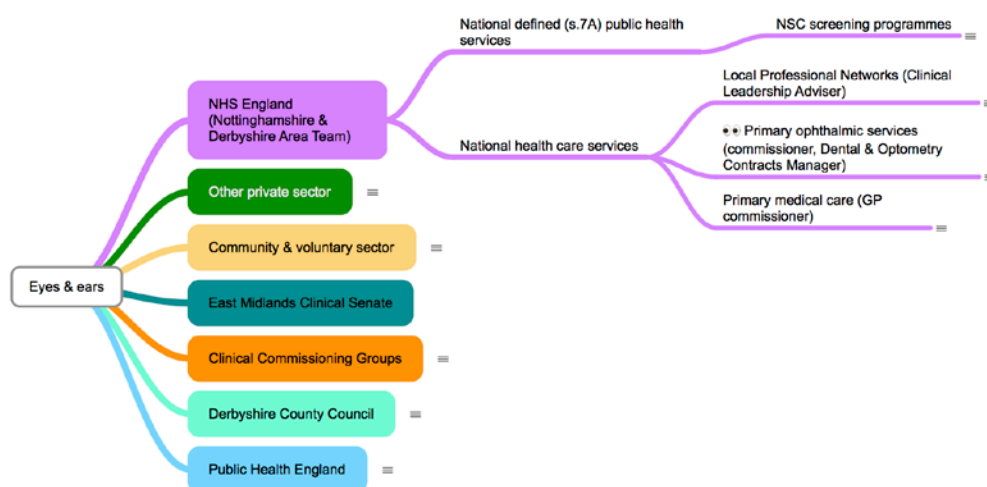 National defined (s.7A) public health
services
NSC screening programmes
NHS England
(Nottinghamshire &
Derbyshire Area Team)
Local Professional Networks (Clinical
Leadership Adviser)
National health care services
👀 Primary ophthalmic services
(commissioner, Dental & Optometry
Contracts Manager)
Primary medical care (GP
commissioner)
Other private sector
Community & voluntary sector
Eyes & ears
East Midlands Clinical Senate
Clinical Commissioning Groups
Derbyshire County Council
Public Health England